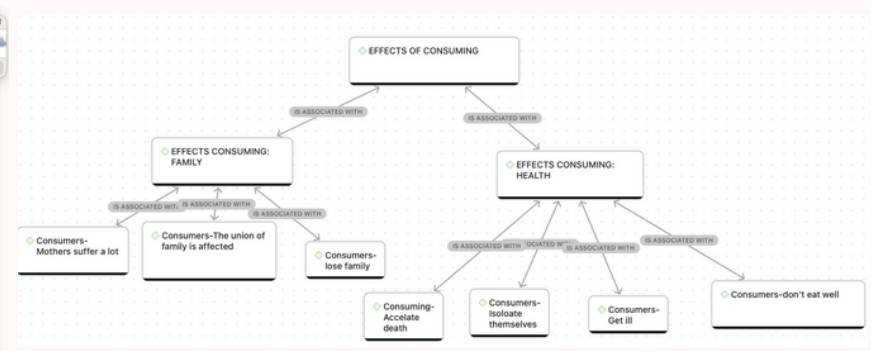 EFFECTS OF CONSUMING
IS ASSOCIATED WITH
IS ASSOCIATED WITH
EFFECTS CONSUMING:
FAMILY
EFFECTS CONSUMING:
HEALTH
IS ASSOCIATED WIT
IS ASSOCIATED WITH
IS ASSOCIATED WITH
Consumers-
Mothers suffer a lot
Consumers-The union of
family is affected
Consumers-
lose family
IS ASSOCIATED WITH
OCIATED WI
IS ASSOCIATED WITH
IS ASSOCIATED WITH
Consuming-
Accelate
death
Consumers-
Isoloate
themselves
Consumers-
Get ill
Consumers-don't eat well